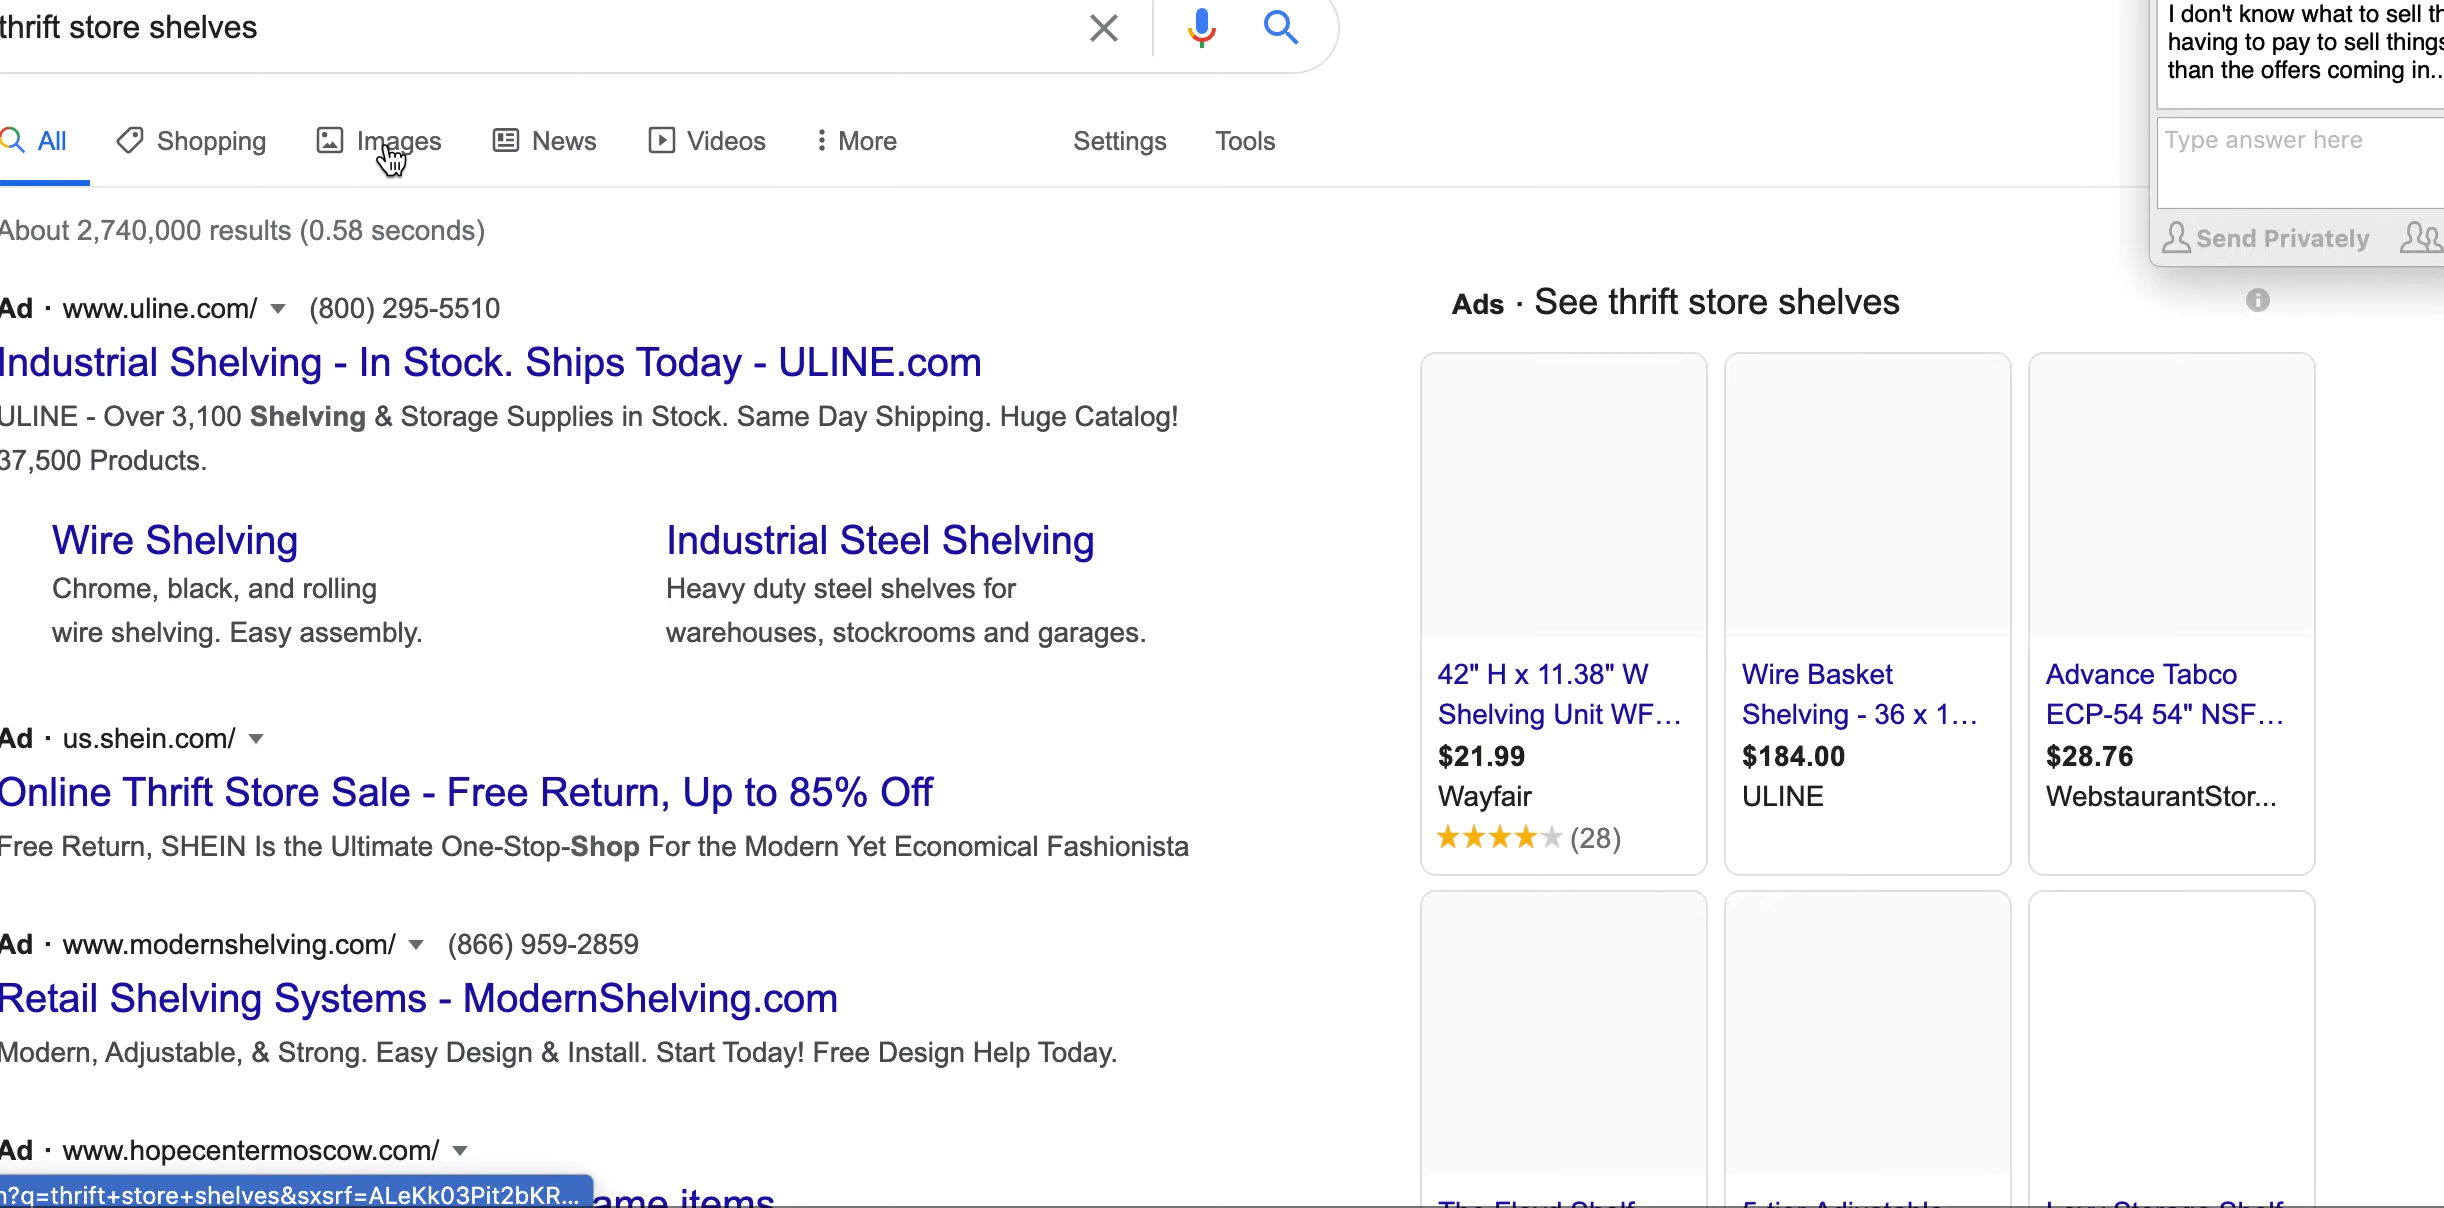 thrift store shelves
I don't know what to sell
having to pay to sell things
than the offers coming in..
All
Shopping
Images
News
Videos
More
Settings
Tools
Type answer here
Send Privately
About 2,740,000 results (0.58 seconds)
Ad · www.uline.com/ (800) 295-5510
Industrial Shelving - In Stock. Ships Today - ULINE.com
ULINE - Over 3,100 Shelving & Storage Supplies in Stock. Same Day Shipping. Huge Catalog!
37,500 Products.
Wire Shelving
Chrome, black, and rolling
wire shelving. Easy assembly.
Industrial Steel Shelving
Heavy duty steel shelves for
warehouses, stockrooms and garages.
Ad · us.shein.com/
Online Thrift Store Sale - Free Return, Up to 85% Off
Free Return, SHEIN Is the Ultimate One-Stop-Shop For the Modern Yet Economical Fashionista
Ad · www.modernshelving.com/ (866) 959-2859
Retail Shelving Systems - ModernShelving.com
Modern, Adjustable, & Strong. Easy Design & Install. Start Today! Free Design Help Today.
Ad · www.hopecentermoscow.com/
?q=thrift+store+shelves&sxsrf=ALeKk03Pit2bKR...
ame items
Ads · See thrift store shelves
42" H x 11.38" W
Shelving Unit WF...
$21.99
Wayfair
(28)
Wire Basket
Shelving - 36 x 1...
$184.00
ULINE
Advance Tabco
ECP-54 54" NSF...
$28.76
WebstaurantStor...